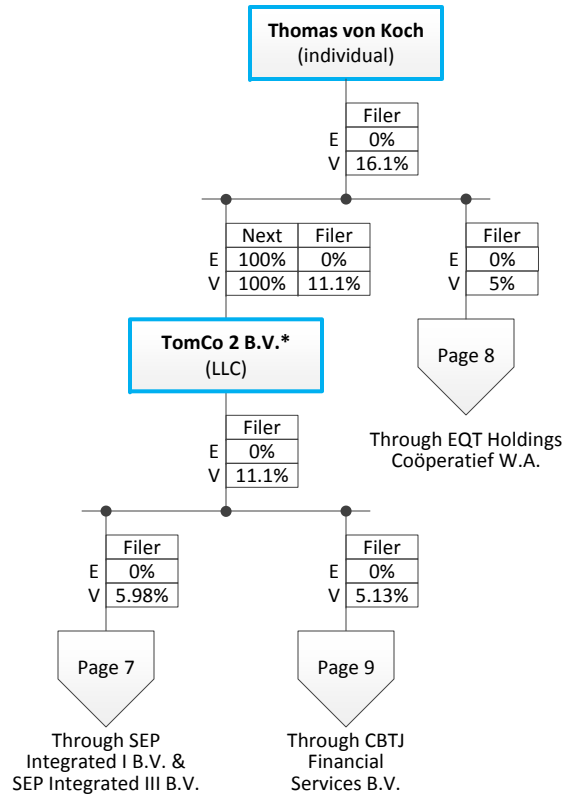 Thomas von Koch
(individual)
Filer
E 0%
V 16.1%
Next Filer
E 100% 0%
V 100% 11.1%
Filer
E 0%
V 5%
TomCo 2 B.V.*
(LLC)
Page 8
Through EQT Holdings
Coöperatief W.A.
Filer
E 0%
V 11.1%
Filer
E 0%
V 5.98%
Filer
E 0%
V 5.13%
Page 7
Page 9
Through SEP
Integrated I B.V. &
SEP Integrated III B.V.
Through CBTJ
Financial
Services B.V.